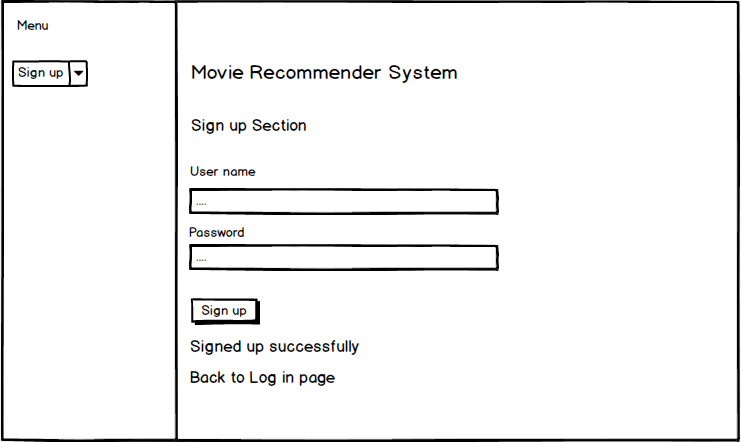 Menu
Sign up
Movie Recommender System
Sign up Section
User name
....
Password
....
Sign up
Signed up successfully
Back to Log in page